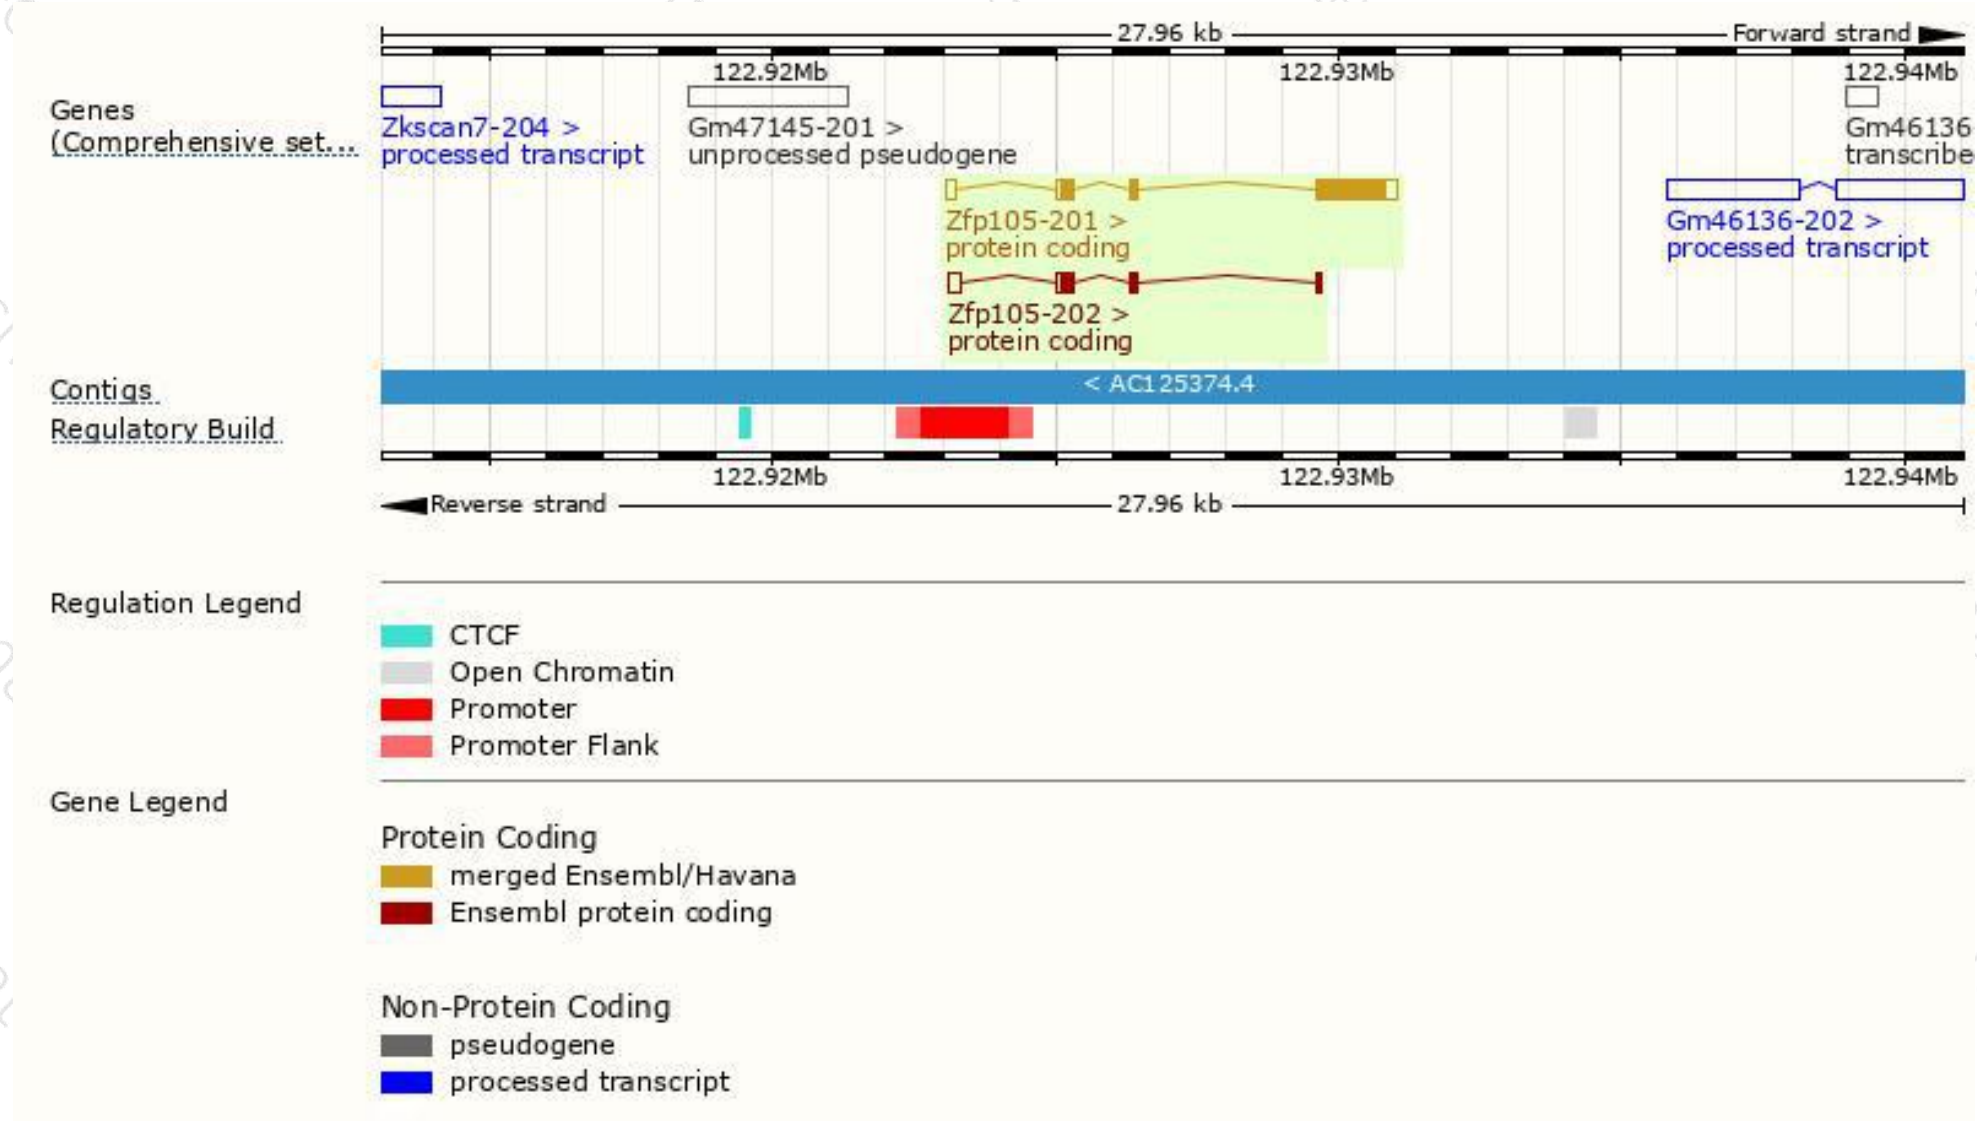 27.96 kb
Forward strand
122.92Mb 122.93Mb 122.94Mb
Genes
(Comprehensive set...
Zkscan7-204 >
processed transcript
Gm47145-201 >
unprocessed pseudogene
Gm46136
transcribe
Zfp105-201 >
protein coding
Gm46136-202 >
processed transcript
Zfp105-202 >
protein coding
Contigs
< AC125374.4
Regulatory Build
122.92Mb 122.93Mb 122.94Mb
Reverse strand
27.96 kb
Regulation Legend
CTCF
Open Chromatin
Promoter
Promoter Flank
Gene Legend
Protein Coding
merged Ensembl/Havana
Ensembl protein coding
Non-Protein Coding
pseudogene
processed transcript